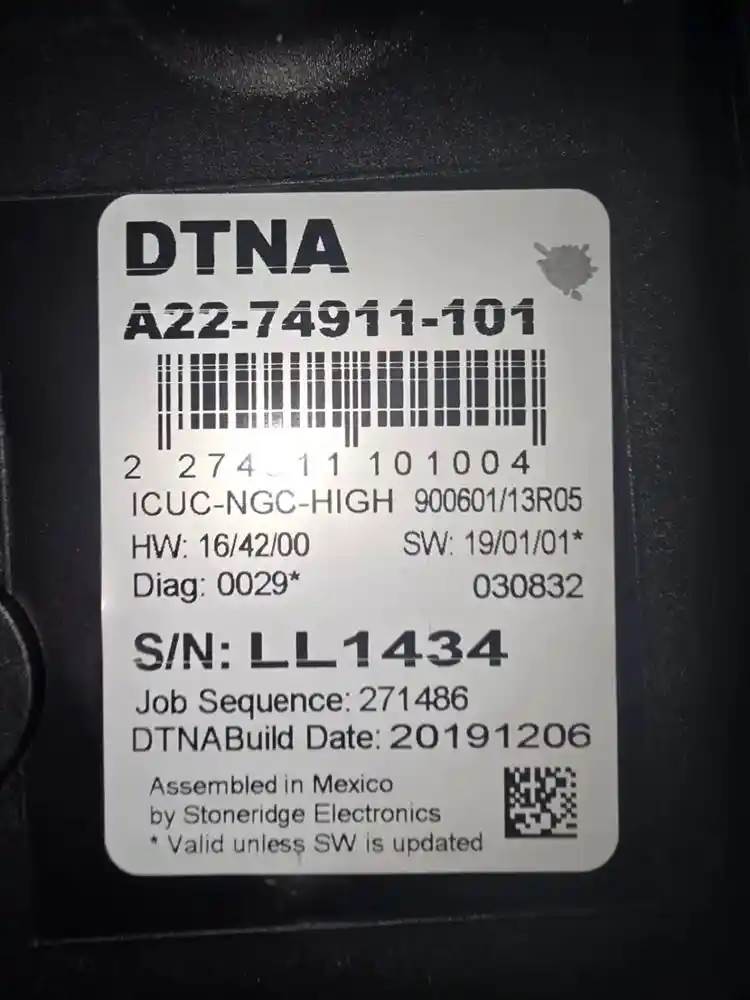 DTNA
A22-74911-101
2 274 11 101004
ICUC-NGC-HIGH 900601/13R05
HW: 16/42/00 SW: 19/01/01*
Diag: 0029* 030832
S/N: LL1434
Job Sequence: 271486
DTNABuild Date: 20191206
Assembled in Mexico
by Stoneridge Electronics
* Valid unless SW is updated